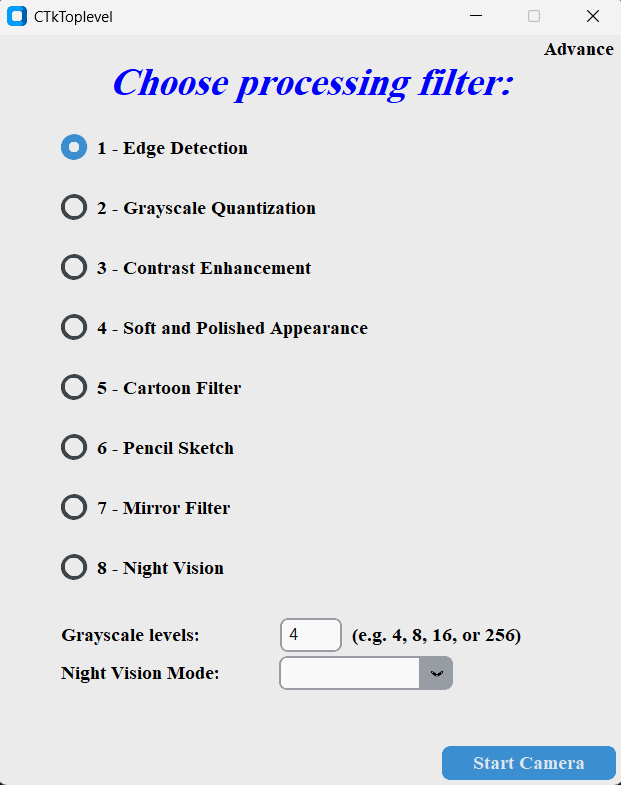 CTkToplevel
Advance
Choose processing filter:
1 - Edge Detection
2 - Grayscale Quantization
3 - Contrast Enhancement
4 - Soft and Polished Appearance
5 - Cartoon Filter
6 - Pencil Sketch
7 - Mirror Filter
8 - Night Vision
Grayscale levels: 4 (e.g. 4, 8, 16, or 256)
Night Vision Mode:
Start Camera